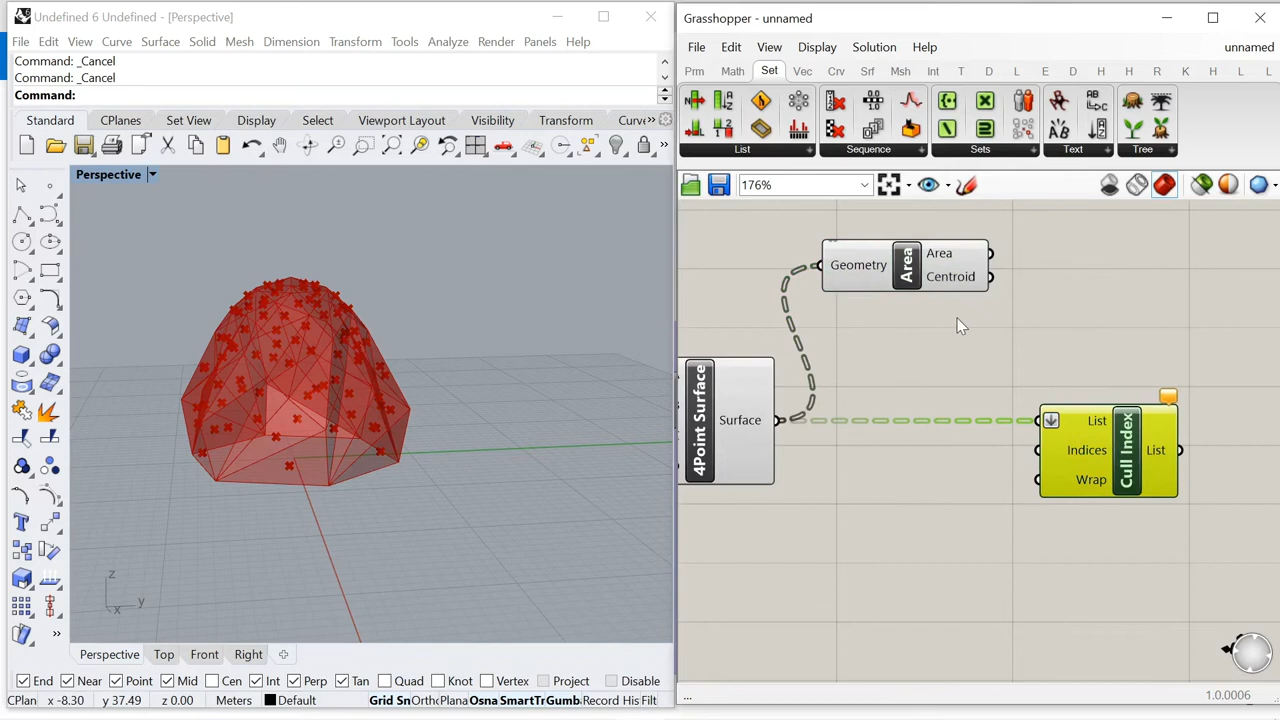 Undefined 6 Undefined - [Perspective]
File Edit View Curve Surface Solid Mesh Dimension Transform Tools Analyze Render Panels Help
Command: _Cancel
Command: _Cancel
Command:
Standard CPlanes Set View Display Select Viewport Layout Visibility Transform Curv
Perspective
z
x
y
Perspective Top Front Right
End Near Point Mid Cen Int Perp Tan Quad Knot Vertex Project Disable
CPlan x -8.30 y 37.49 z 0.00 Meters Default Grid Sn Ortho Plana Osna SmartTr Gumb Record His Filt
Grasshopper - unnamed
File Edit View Display Solution Help unnamed
Prm Math Set Vec Crv Srf Msh Int T D L E D H H R K H L L
List Sequence Sets Text Tree
176%
Geometry Area Area
Centroid
4Point Surface Surface
List
Indices Cull Index List
Wrap
...
1.0.0006